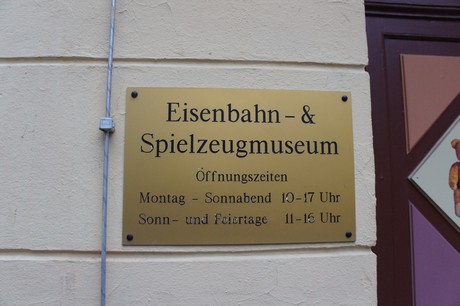 Eisenbahn - &
Spielzeugmuseum
Öffnungszeiten
Montag - Sonnabend 10-17 Uhr
Sonn- und Feiertage 11-16 Uhr